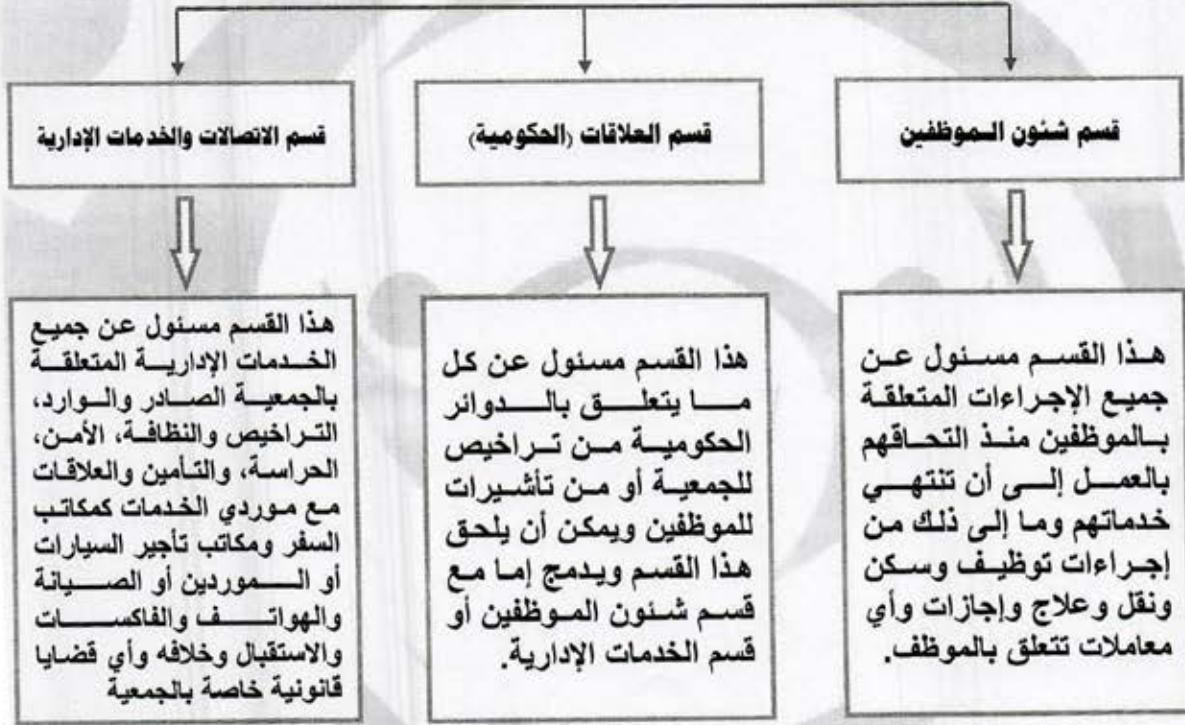 قسم شئون الموظفين
قسم العلاقات (الحكومية)
قسم الاتصالات والخدمات الإدارية
هذا القسم مسئول عن
جميع الإجراءات المتعلقة
بالموظفين منذ التحاقهم
بالعمل إلى أن تنتهي
خدماتهم وما إلى ذلك من
إجراءات توظيف وسكن
ونقل وعلاج وإجازات وأي
معاملات تتعلق بالموظف.
هذا القسم مسئول عن كل
ما يتعلق بالدوائر
الحكومية من تراخيص
للجمعية أو من تأشيرات
للموظفين ويمكن أن يلحق
هذا القسم ويدمج إما مع
قسم شئون الموظفين أو
قسم الخدمات الإدارية.
هذا القسم مسئول عن جميع
الخدمات الإدارية المتعلقة
بالجمعية الصادر والوارد،
التراخيص والنظافة، الأمن،
الحراسة، والتأمين والعلاقات
مع موردي الخدمات كمكاتب
السفر ومكاتب تأجير السيارات
أو الموردين أو الصيانة
والهواتف والفاكسات
والاستقبال وخلافه وأي قضايا
قانونية خاصة بالجمعية